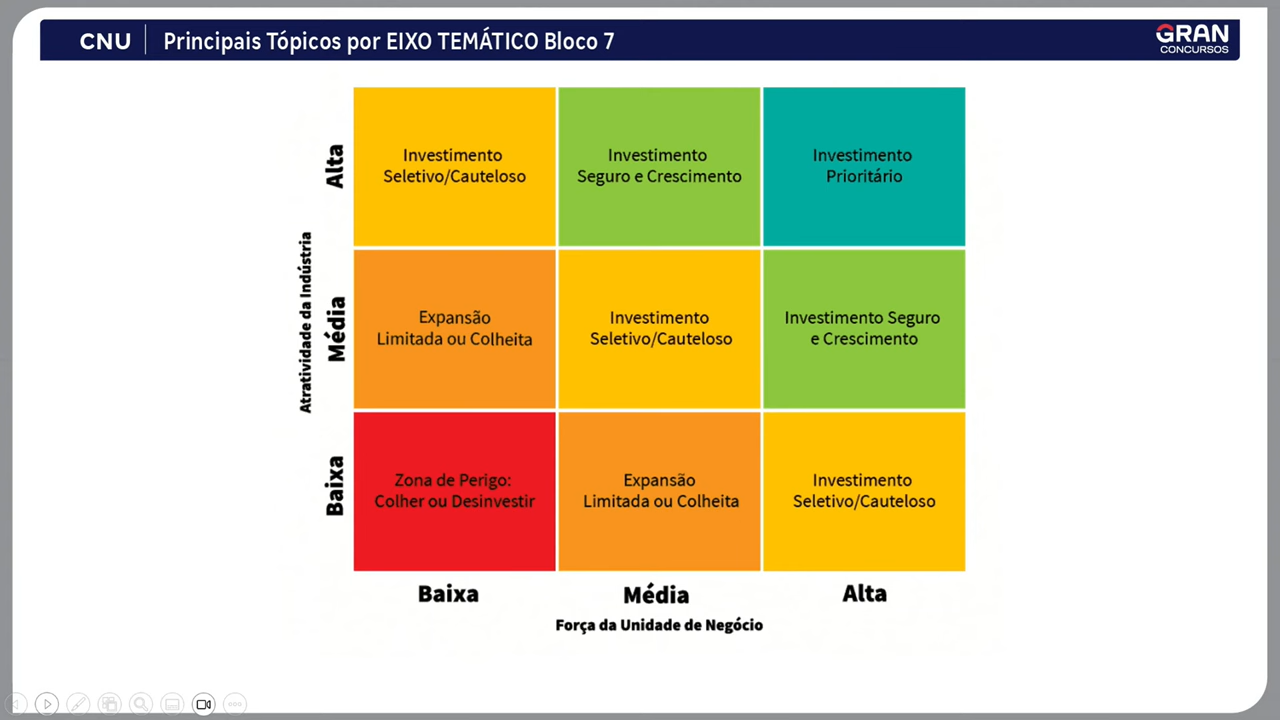 CNU
Principais Tópicos por EIXO TEMÁTICO Bloco 7
GRAN
CONCURSOS
Atratividade da Indústria
Alta
Investimento
Seletivo/Cauteloso
Investimento
Seguro e Crescimento
Investimento
Prioritário
Média
Expansão
Limitada ou Colheita
Investimento
Seletivo/Cauteloso
Investimento Seguro
e Crescimento
Baixa
Zona de Perigo:
Colher ou Desinvestir
Expansão
Limitada ou Colheita
Investimento
Seletivo/Cauteloso
Baixa
Média
Alta
Força da Unidade de Negócio